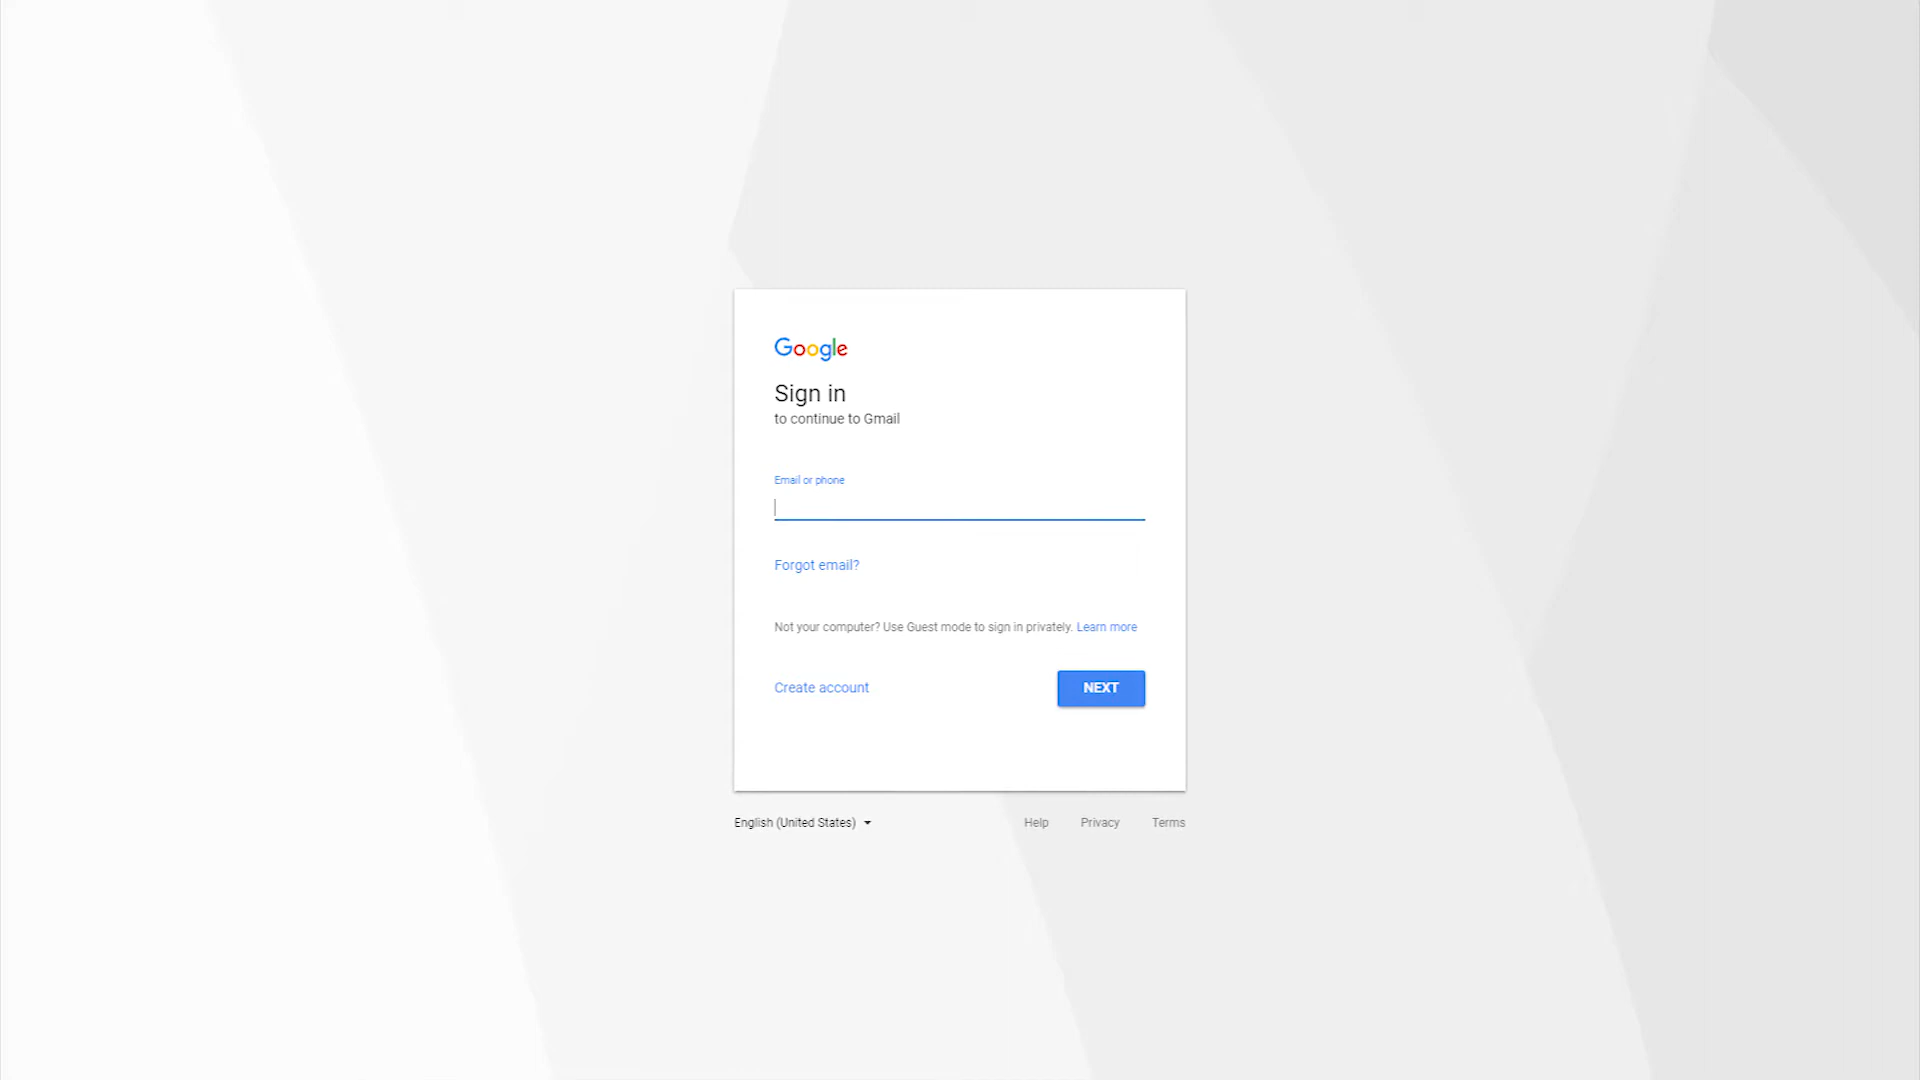 Google
Sign in
to continue to Gmail
Email or phone
Forgot email?
Not your computer? Use Guest mode to sign in privately. Learn more
Create account
NEXT
English (United States)
Help
Privacy
Terms